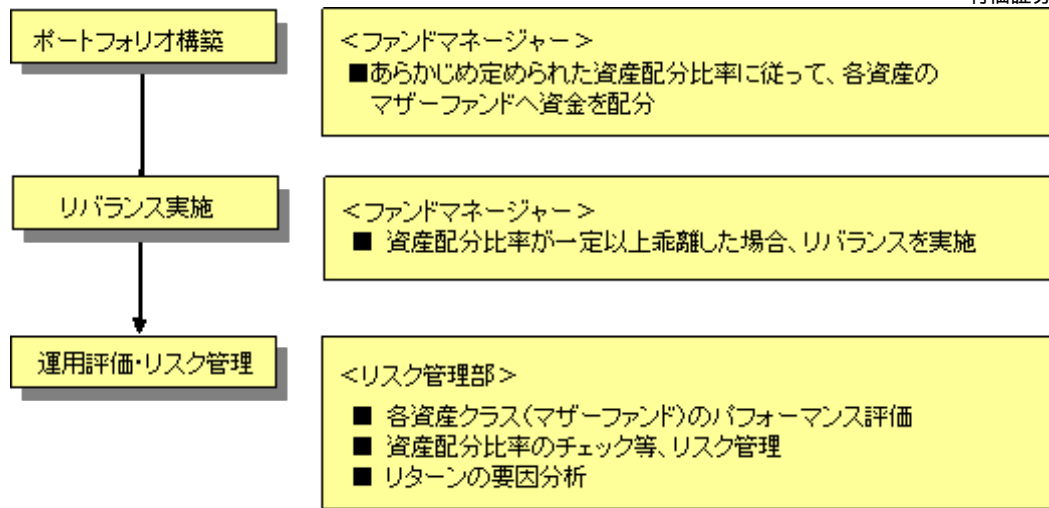 ポートフォリオ構築
＜ファンドマネージャー＞
■あらかじめ定められた資産配分比率に従って、各資産の
マザーファンドへ資金を配分
リバランス実施
＜ファンドマネージャー＞
■ 資産配分比率が一定以上乖離した場合、リバランスを実施
運用評価・リスク管理
＜リスク管理部＞
■ 各資産クラス(マザーファンド)のパフォーマンス評価
■ 資産配分比率のチェック等、リスク管理
■ リターンの要因分析